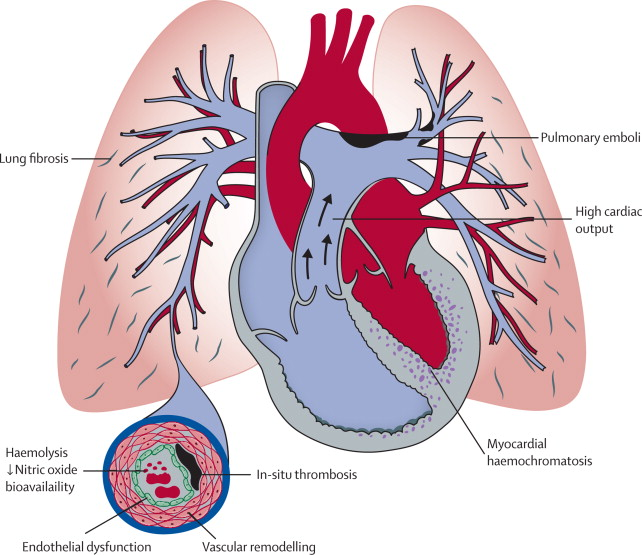 Pulmonary emboli
Lung fibrosis
High cardiac
output
Myocardial
haemochromatosis
Haemolysis
↓Nitric oxide
bioavailaility
In-situ thrombosis
Endothelial dysfunction
Vascular remodelling